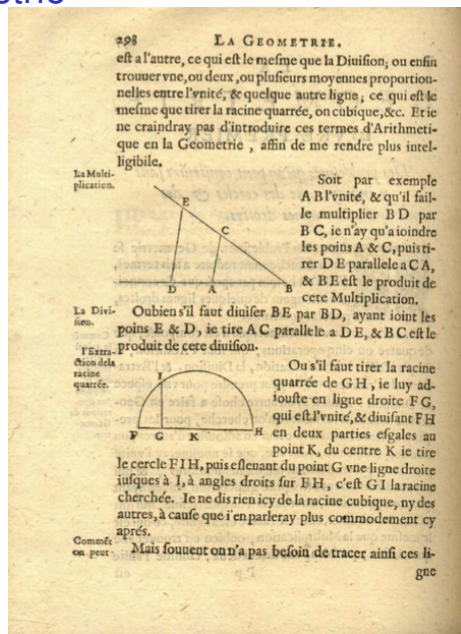 298 LA GEOMETRIE.
eſt a l'autre, ce qui eſt le meſme que la Diuiſion; ou enfin
trouuer vne, ou deux, ou pluſieurs moyennes proportion-
nelles entre l'vnité, & quelque autre ligne; ce qui eſt le
meſme que tirer la racine quarrée, on cubique, &c. Et ie
ne craindray pas d'introduire ces termes d'Arithmeti-
que en la Geometrie, affin de me rendre plus intel-
ligibile.
La Multi-
plication.
Soit par exemple
A B l'vnité, & qu'il fail-
le multiplier B D par
B C, ie n'ay qu'a ioindre
les poins A & C, puis ti-
rer D E parallele a C A,
& B E eſt le produit de
cete Multiplication.
E
C
D A B
La Divi-
ſion.
Oubien s'il faut diuiſer BE par BD, ayant ioint les
poins E & D, ie tire A C parallele a D E, & B C eſt le
produit de cete diuiſion.
l'Extra-
ction dela
racine
quarrée.
Ou s'il faut tirer la racine
quarrée de G H, ie luy ad-
iouſte en ligne droite F G,
qui eſt l'vnité, & diuiſant F H
en deux parties eſgales au
point K, du centre K ie tire
I
F G K H
le cercle F I H, puis eſleuant du point G vne ligne droite
iuſques à I, à angles droits ſur F H, c'eſt G I la racine
cherchée. Ie ne dis rien icy de la racine cubique, ny des
autres, à cauſe que i'en parleray plus commodement cy
aprés.
Commēt
on peut
Mais ſouuent on n'a pas beſoin de tracer ainſi ces li-
gne